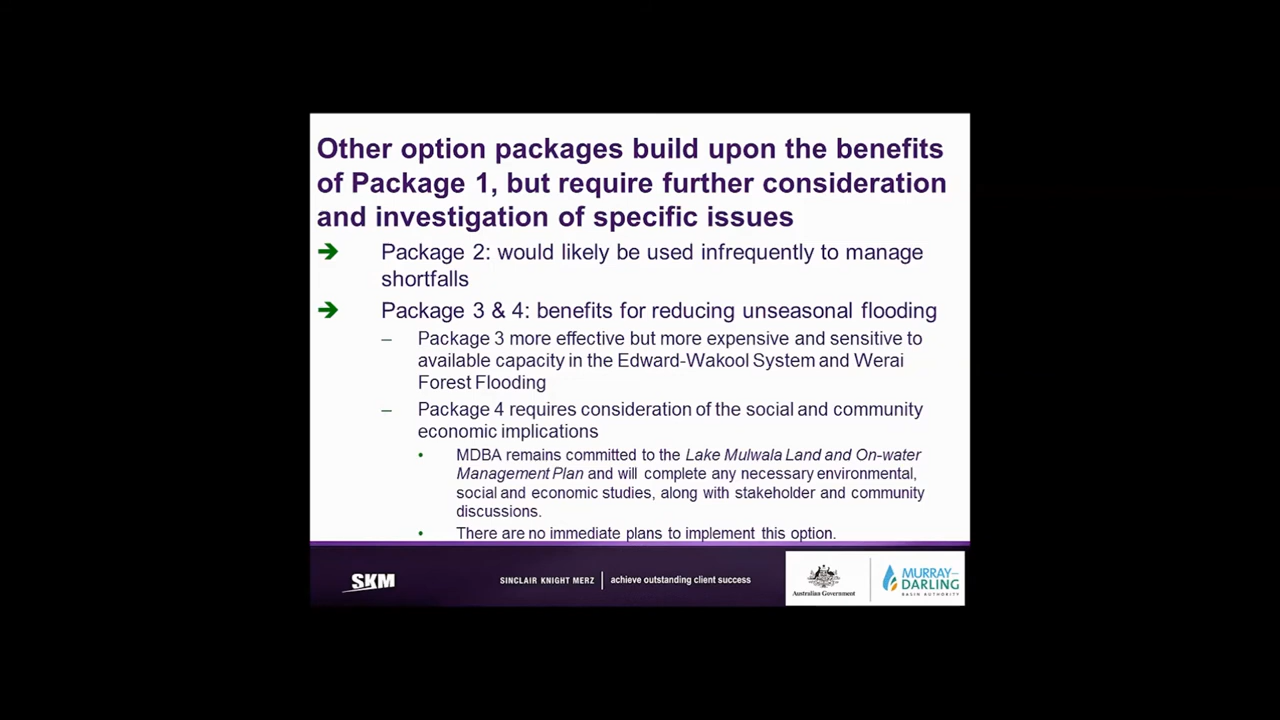 Other option packages build upon the benefits
of Package 1, but require further consideration
and investigation of specific issues
➔ Package 2: would likely be used infrequently to manage
shortfalls
➔ Package 3 & 4: benefits for reducing unseasonal flooding
– Package 3 more effective but more expensive and sensitive to
available capacity in the Edward-Wakool System and Werai
Forest Flooding
– Package 4 requires consideration of the social and community
economic implications
• MDBA remains committed to the Lake Mulwala Land and On-water
Management Plan and will complete any necessary environmental,
social and economic studies, along with stakeholder and community
discussions.
• There are no immediate plans to implement this option.
SKM
SINCLAIR KNIGHT MERZ | achieve outstanding client success
Australian Government
MURRAY–
DARLING
BASIN AUTHORITY